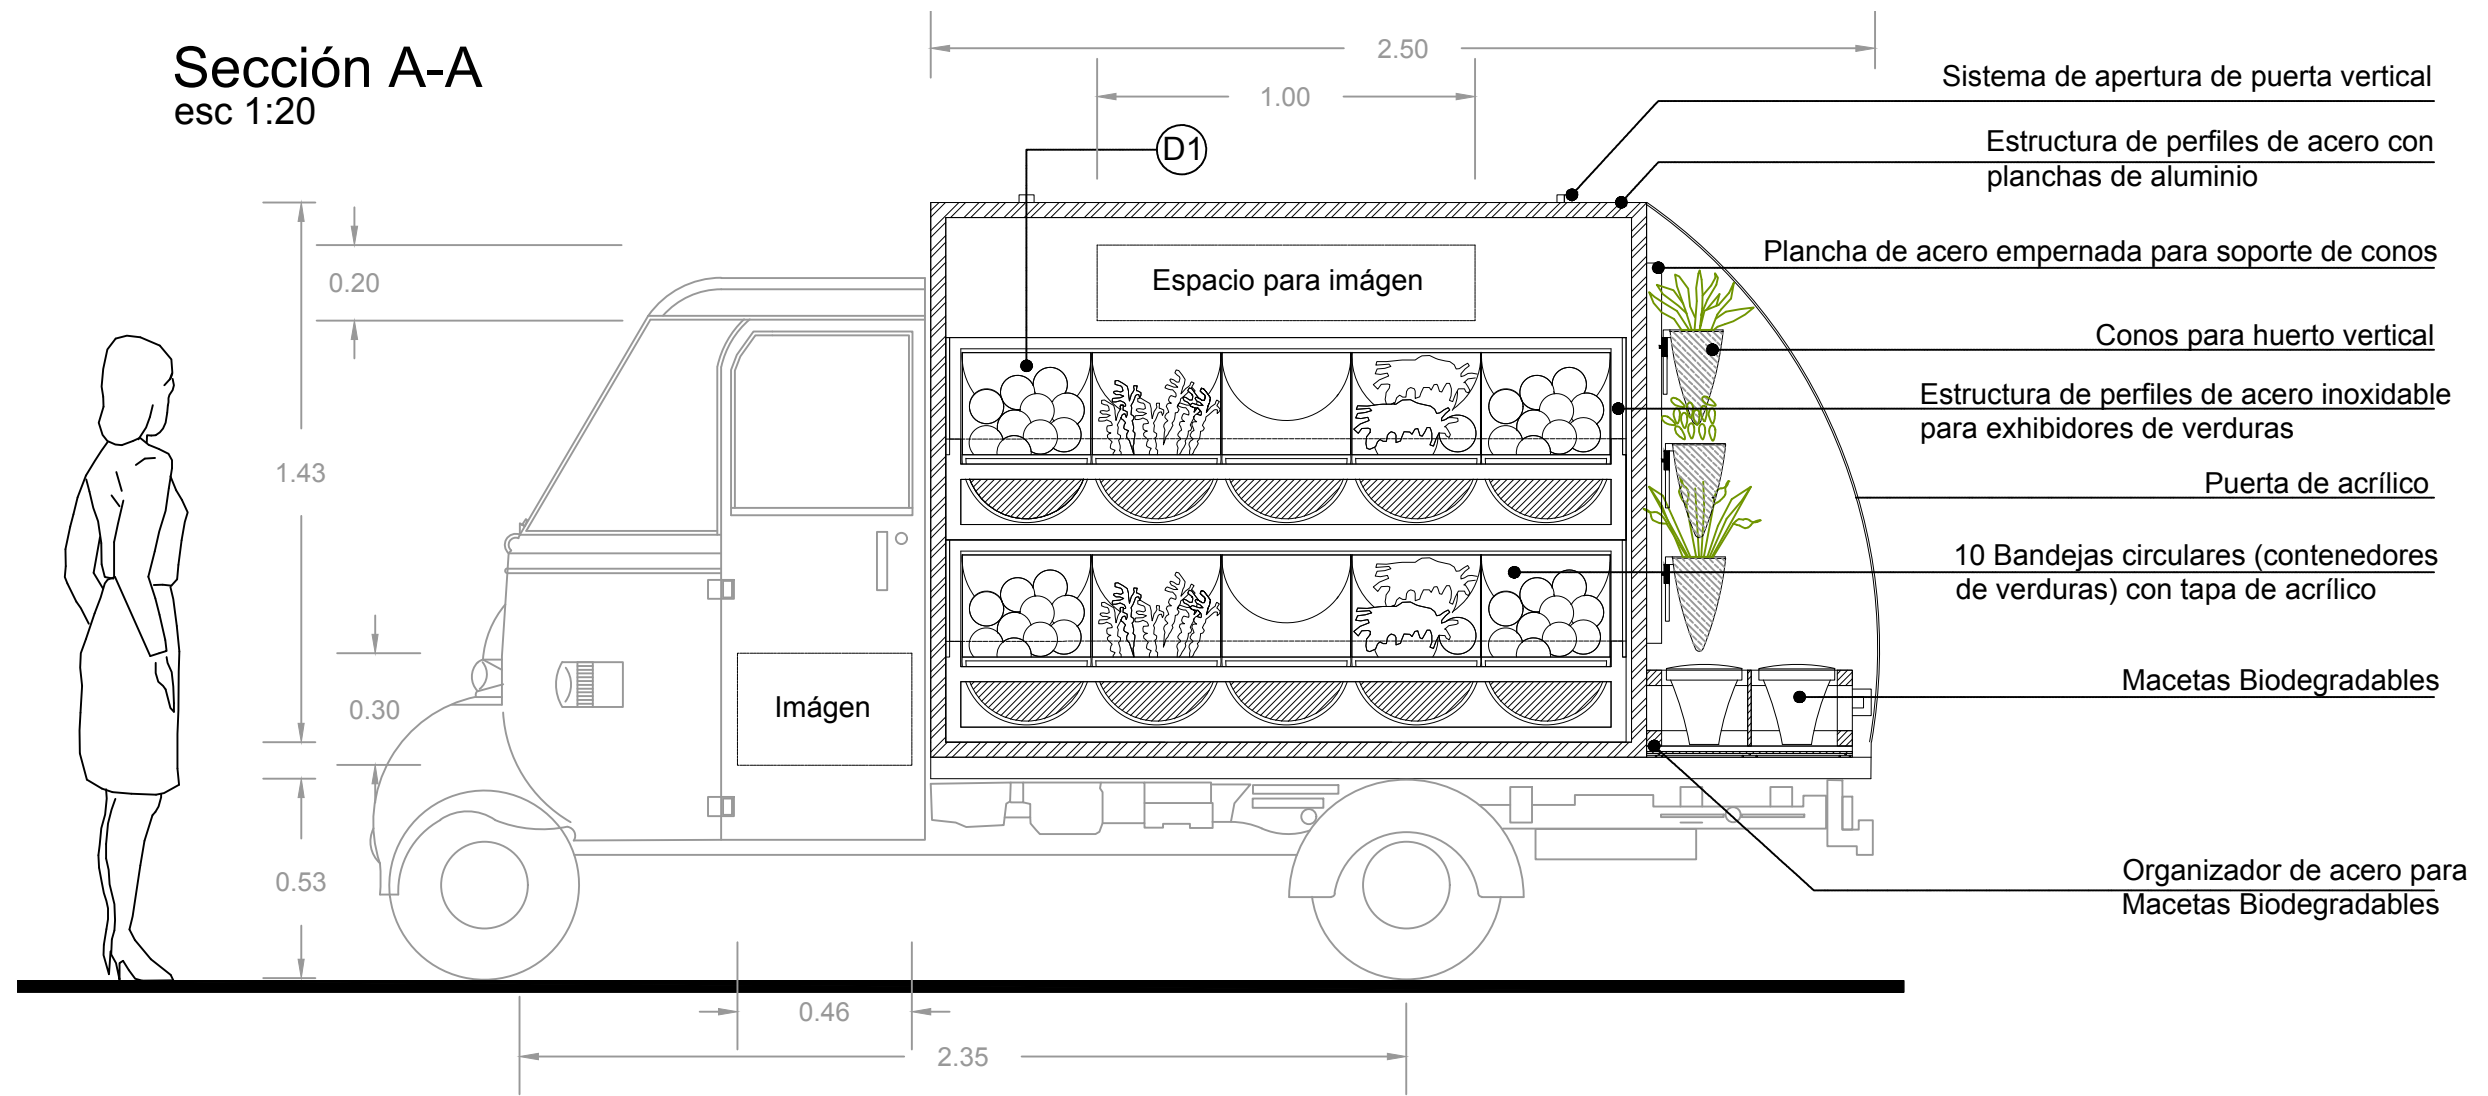 Sección A-A
esc 1:20
2.50
1.00
D1
Sistema de apertura de puerta vertical
Estructura de perfiles de acero con
planchas de aluminio
Plancha de acero empernada para soporte de conos
0.20
Espacio para imágen
Conos para huerto vertical
Estructura de perfiles de acero inoxidable
para exhibidores de verduras
1.43
Puerta de acrílico
10 Bandejas circulares (contenedores
de verduras) con tapa de acrílico
0.30
Imágen
Macetas Biodegradables
0.53
Organizador de acero para
Macetas Biodegradables
0.46
2.35